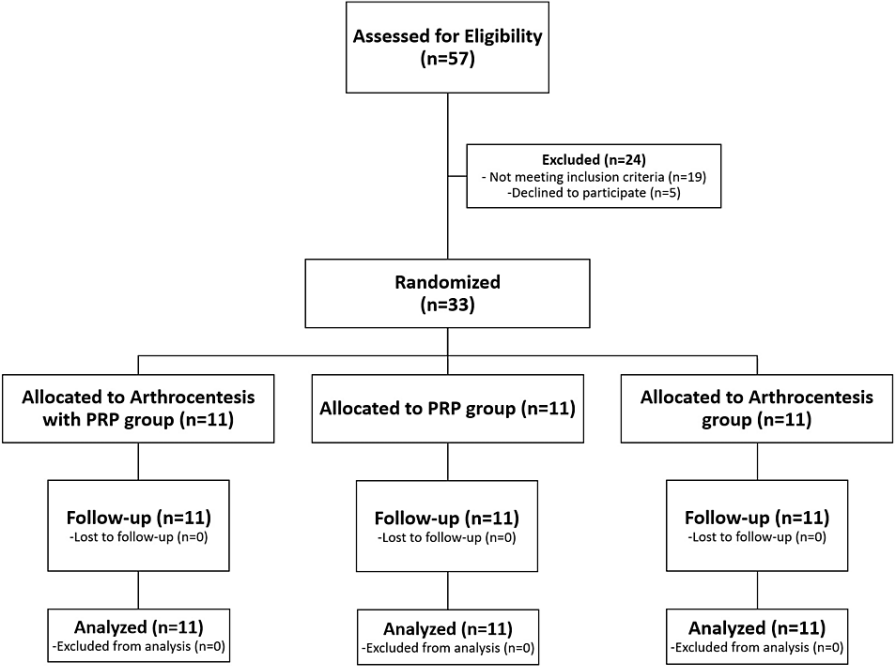 Assessed for Eligibility
(n=57)
Excluded (n=24)
- Not meeting inclusion criteria (n=19)
-Declined to participate (n=5)
Randomized
(n=33)
Allocated to Arthrocentesis
with PRP group (n=11)
Allocated to PRP group (n=11)
Allocated to Arthrocentesis
group (n=11)
Follow-up (n=11)
-Lost to follow-up (n=0)
Follow-up (n=11)
-Lost to follow-up (n=0)
Follow-up (n=11)
-Lost to follow-up (n=0)
Analyzed (n=11)
-Excluded from analysis (n=0)
Analyzed (n=11)
-Excluded from analysis (n=0)
Analyzed (n=11)
-Excluded from analysis (n=0)